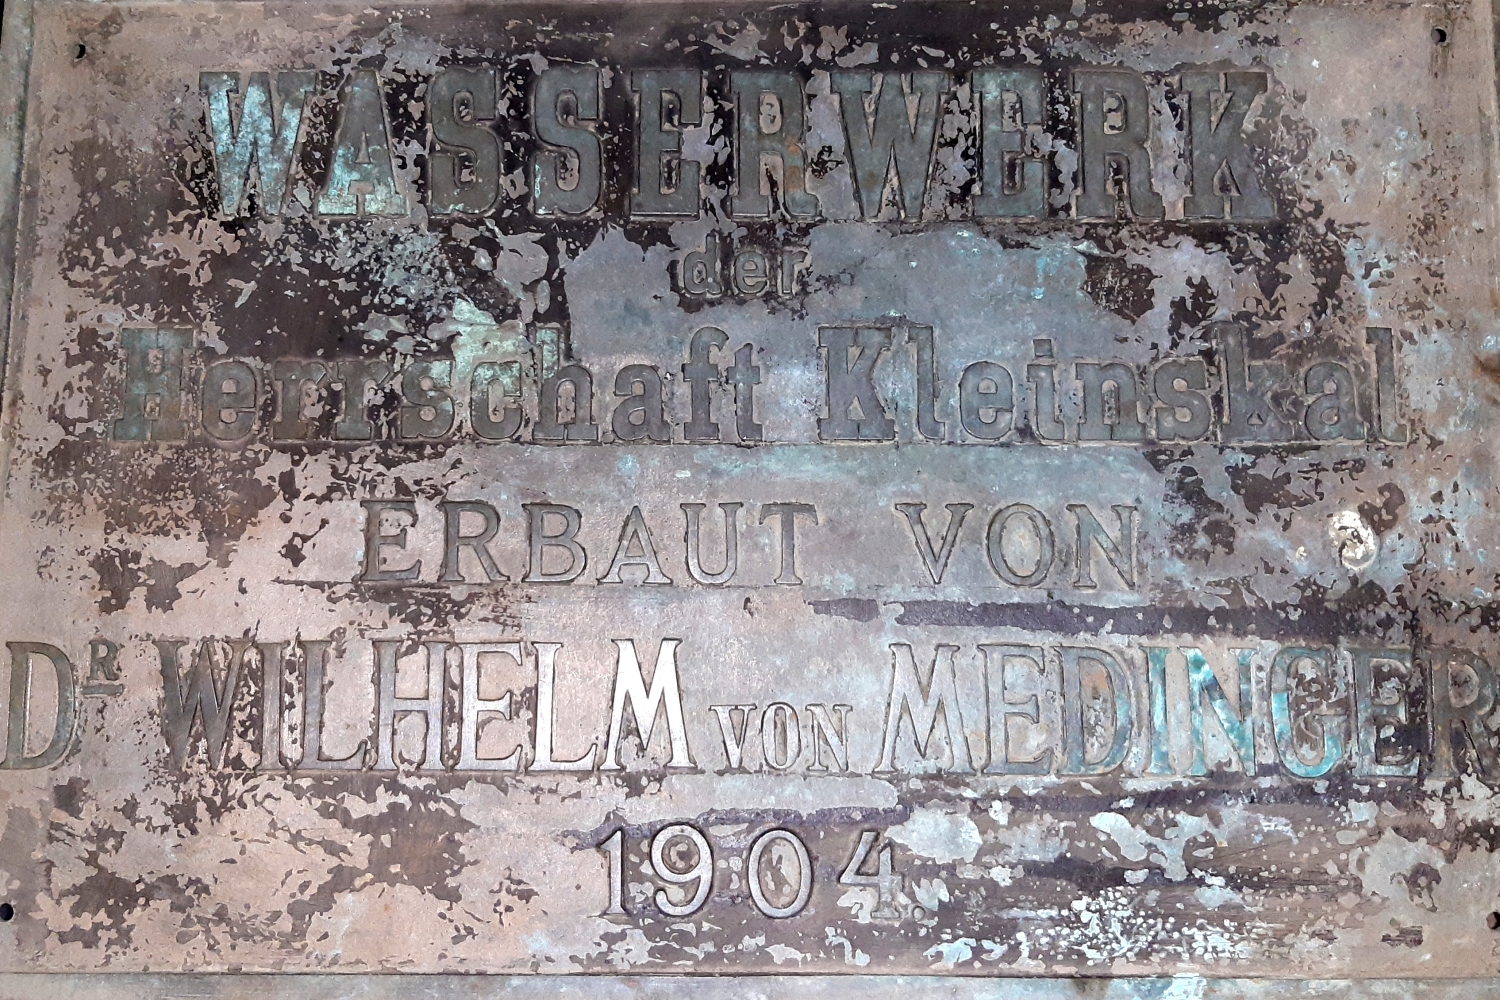 WASSERWERK
der
Herrschaft Kleinskal
ERBAUT VON
DR WILHELM VON MEDINGER
1904.